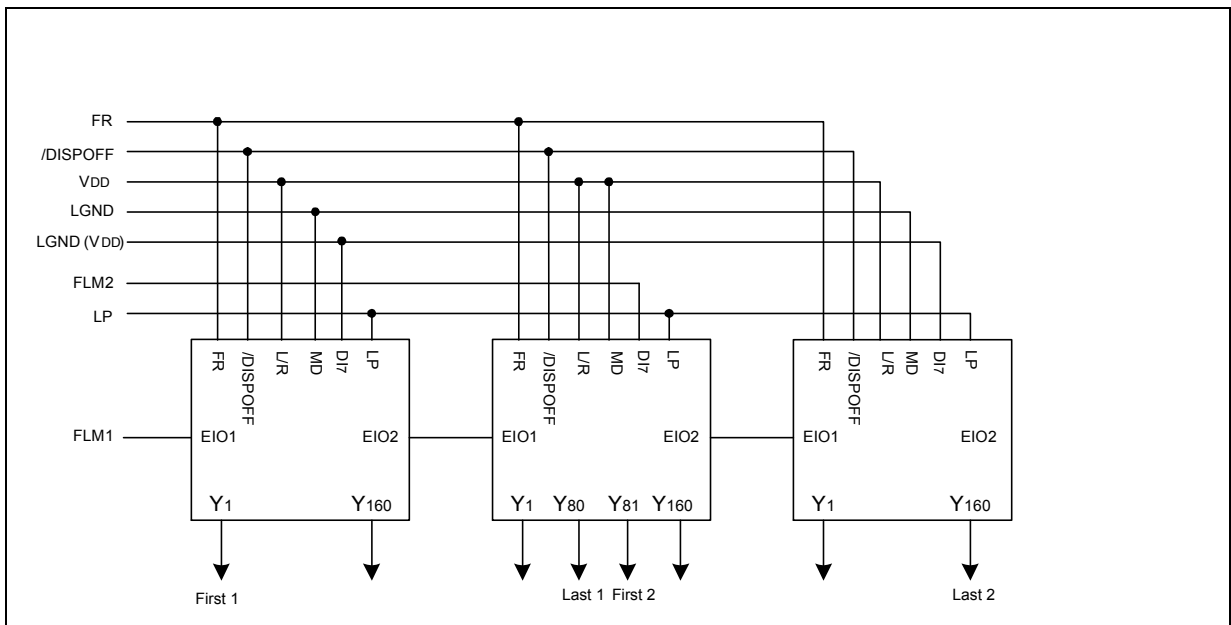 FR
/DISPOFF
VDD
LGND
LGND (VDD)
FLM2
LP
FR /DISPOFF L/R MD DI7 LP
FR /DISPOFF L/R MD DI7 LP
FR /DISPOFF L/R MD DI7 LP
FLM1 EIO1 EIO2 EIO1 EIO2 EIO1 EIO2
Y1 Y160 Y1 Y80 Y81 Y160 Y1 Y160
First 1 Last 1 First 2 Last 2